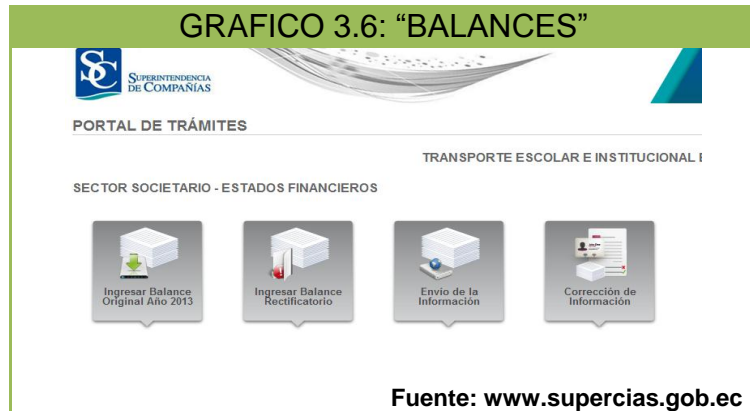 GRAFICO 3.6: “BALANCES”
SC
SUPERINTENDENCIA
DE COMPAÑÍAS
PORTAL DE TRÁMITES
TRANSPORTE ESCOLAR E INSTITUCIONAL
SECTOR SOCIETARIO - ESTADOS FINANCIEROS
Ingresar Balance
Original Año 2013
Ingresar Balance
Rectificatorio
Envío de la
Información
Corrección de
Información
Fuente: www.supercias.gob.ec